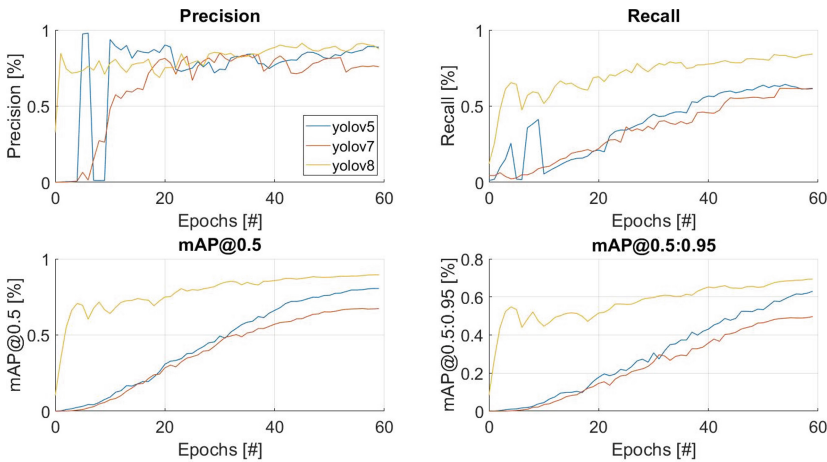 Precision
Precision [%]
1
0.5
0
0
20
40
60
Epochs [#]
yolov5
yolov7
yolov8
Recall
Recall [%]
1
0.5
0
0
20
40
60
Epochs [#]
mAP@0.5
mAP@0.5 [%]
1
0.5
0
0
20
40
60
Epochs [#]
mAP@0.5:0.95
mAP@0.5:0.95 [%]
0.8
0.6
0.4
0.2
0
0
20
40
60
Epochs [#]